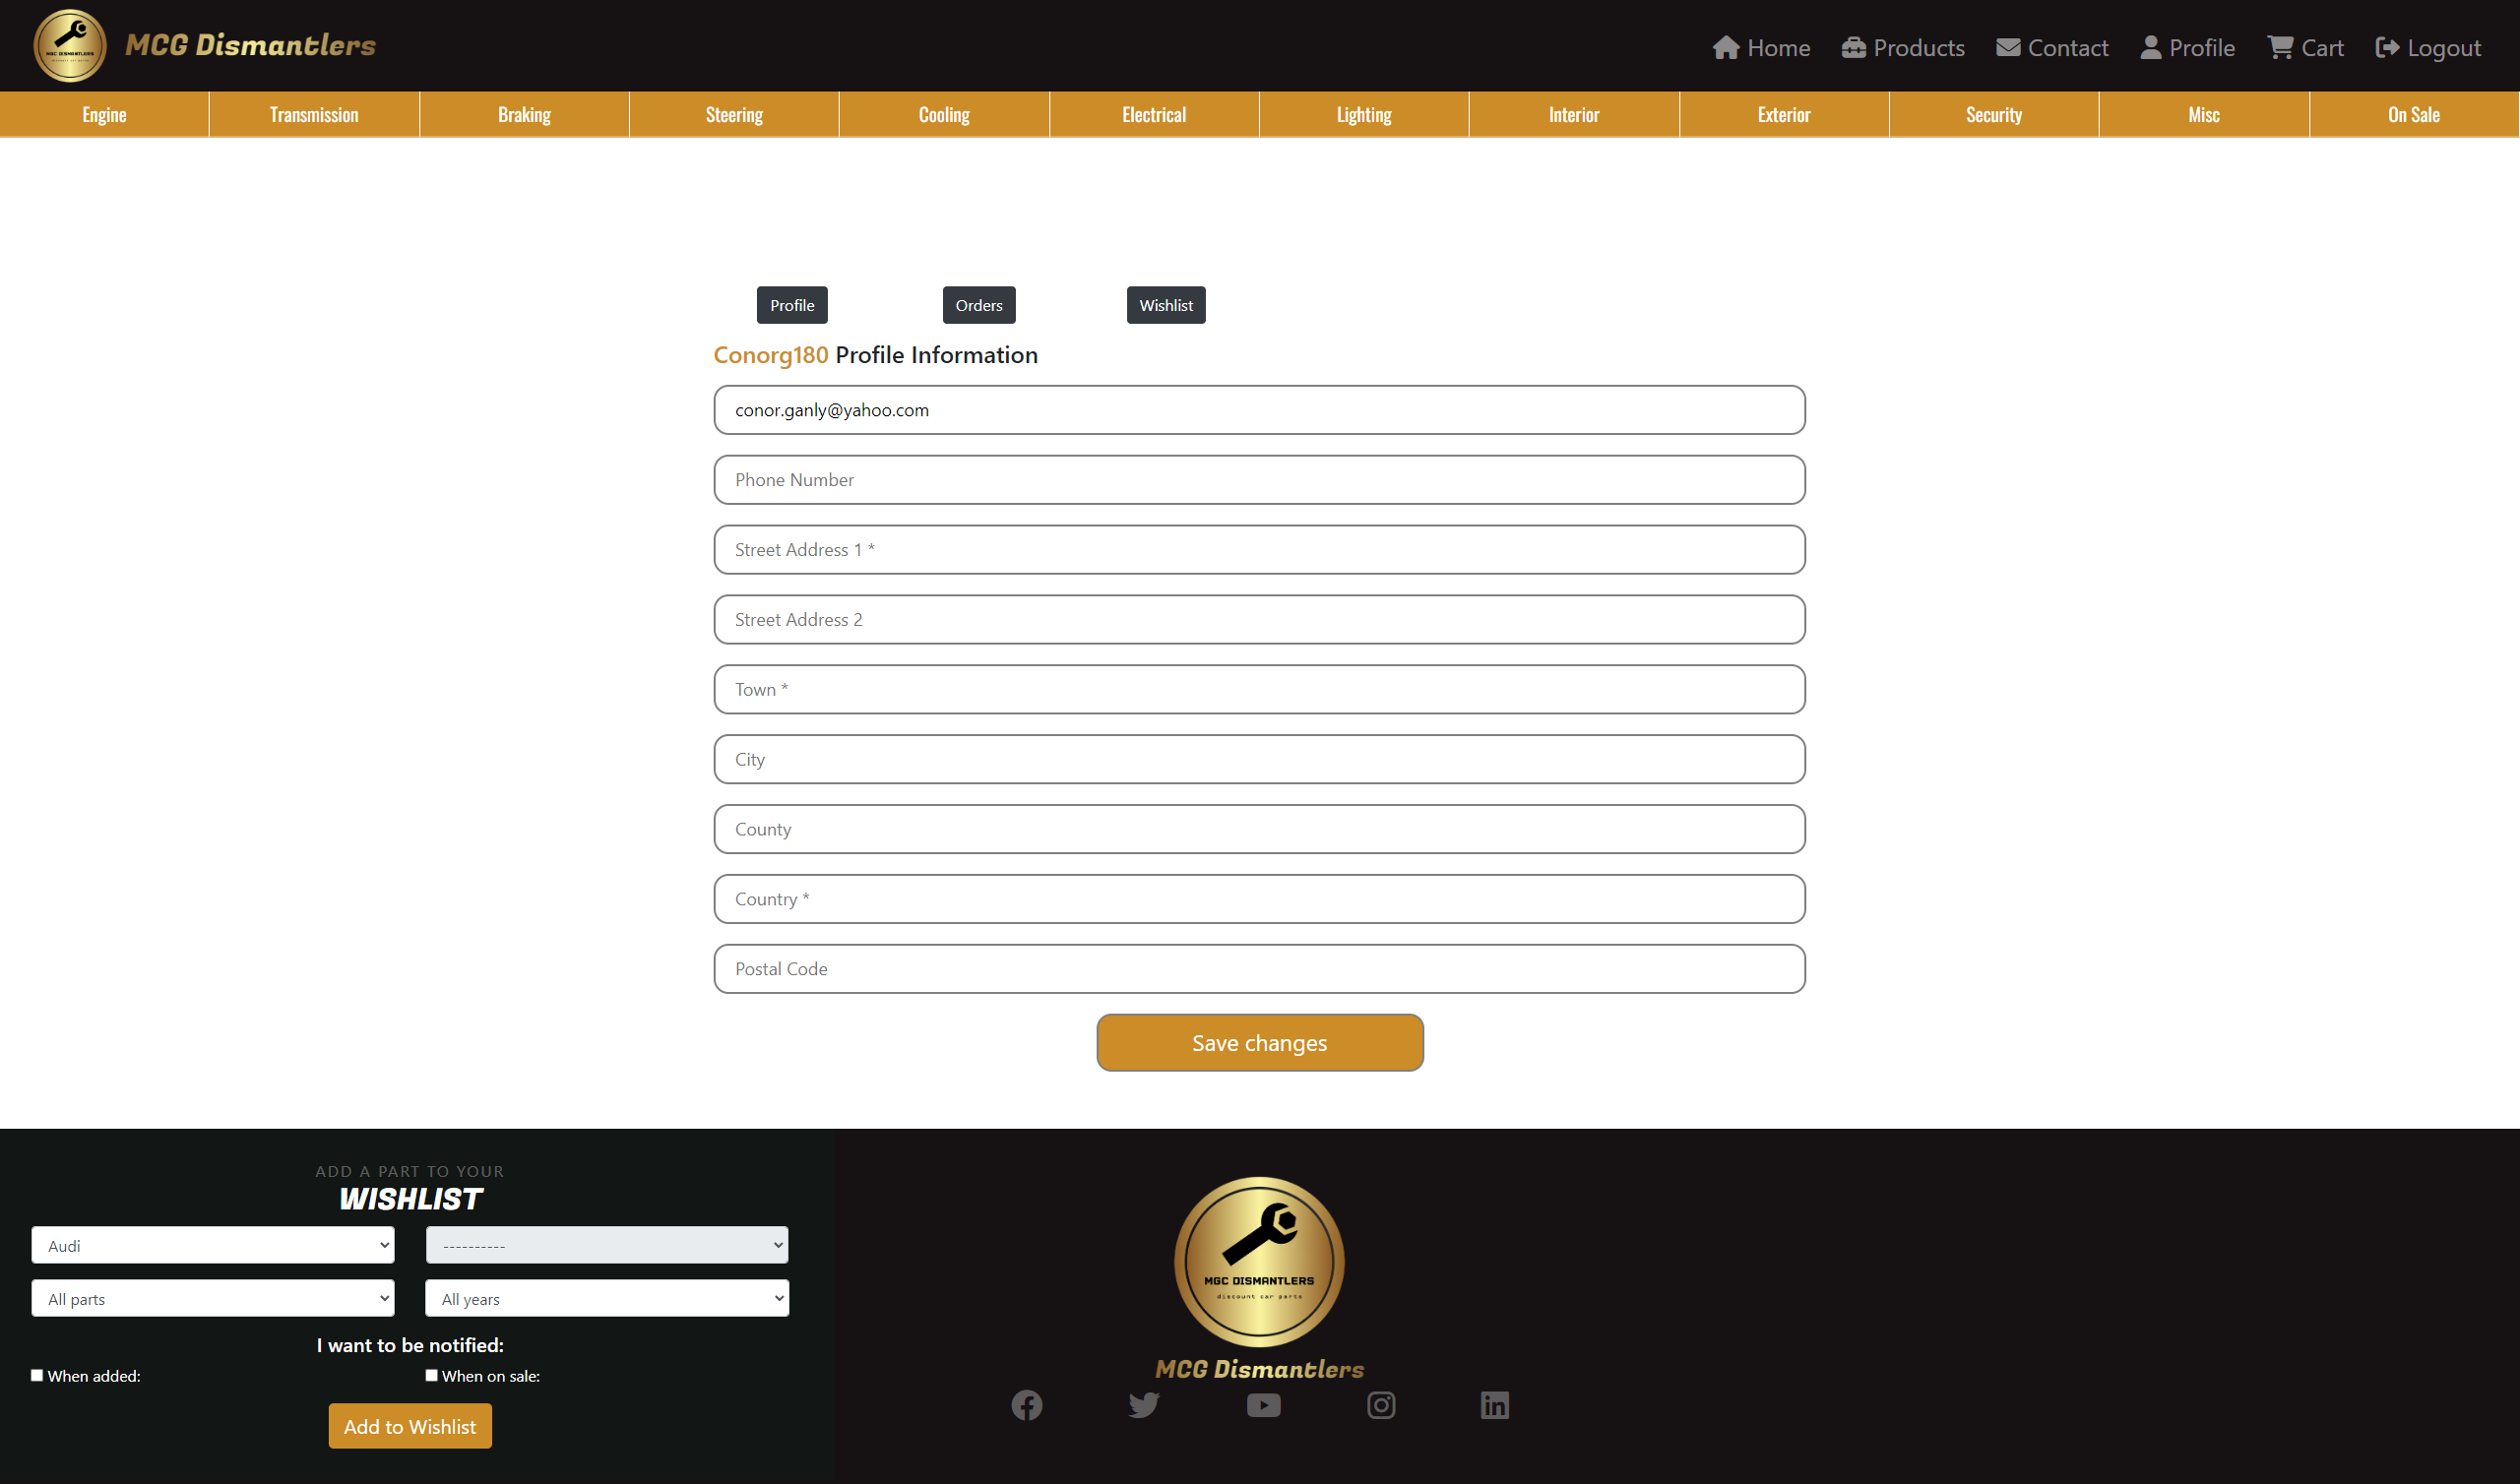 MGC DISMANTLERS
MCG Dismantlers
Home Products Contact Profile Cart Logout
Engine Transmission Braking Steering Cooling Electrical Lighting Interior Exterior Security Misc On Sale
Profile Orders Wishlist
Conorg180 Profile Information
conor.ganly@yahoo.com
Phone Number
Street Address 1 *
Street Address 2
Town *
City
County
Country *
Postal Code
Save changes
ADD A PART TO YOUR
WISHLIST
Audi ----------
All parts All years
I want to be notified:
When added: When on sale:
Add to Wishlist
MGC DISMANTLERS
discount car parts
MCG Dismantlers